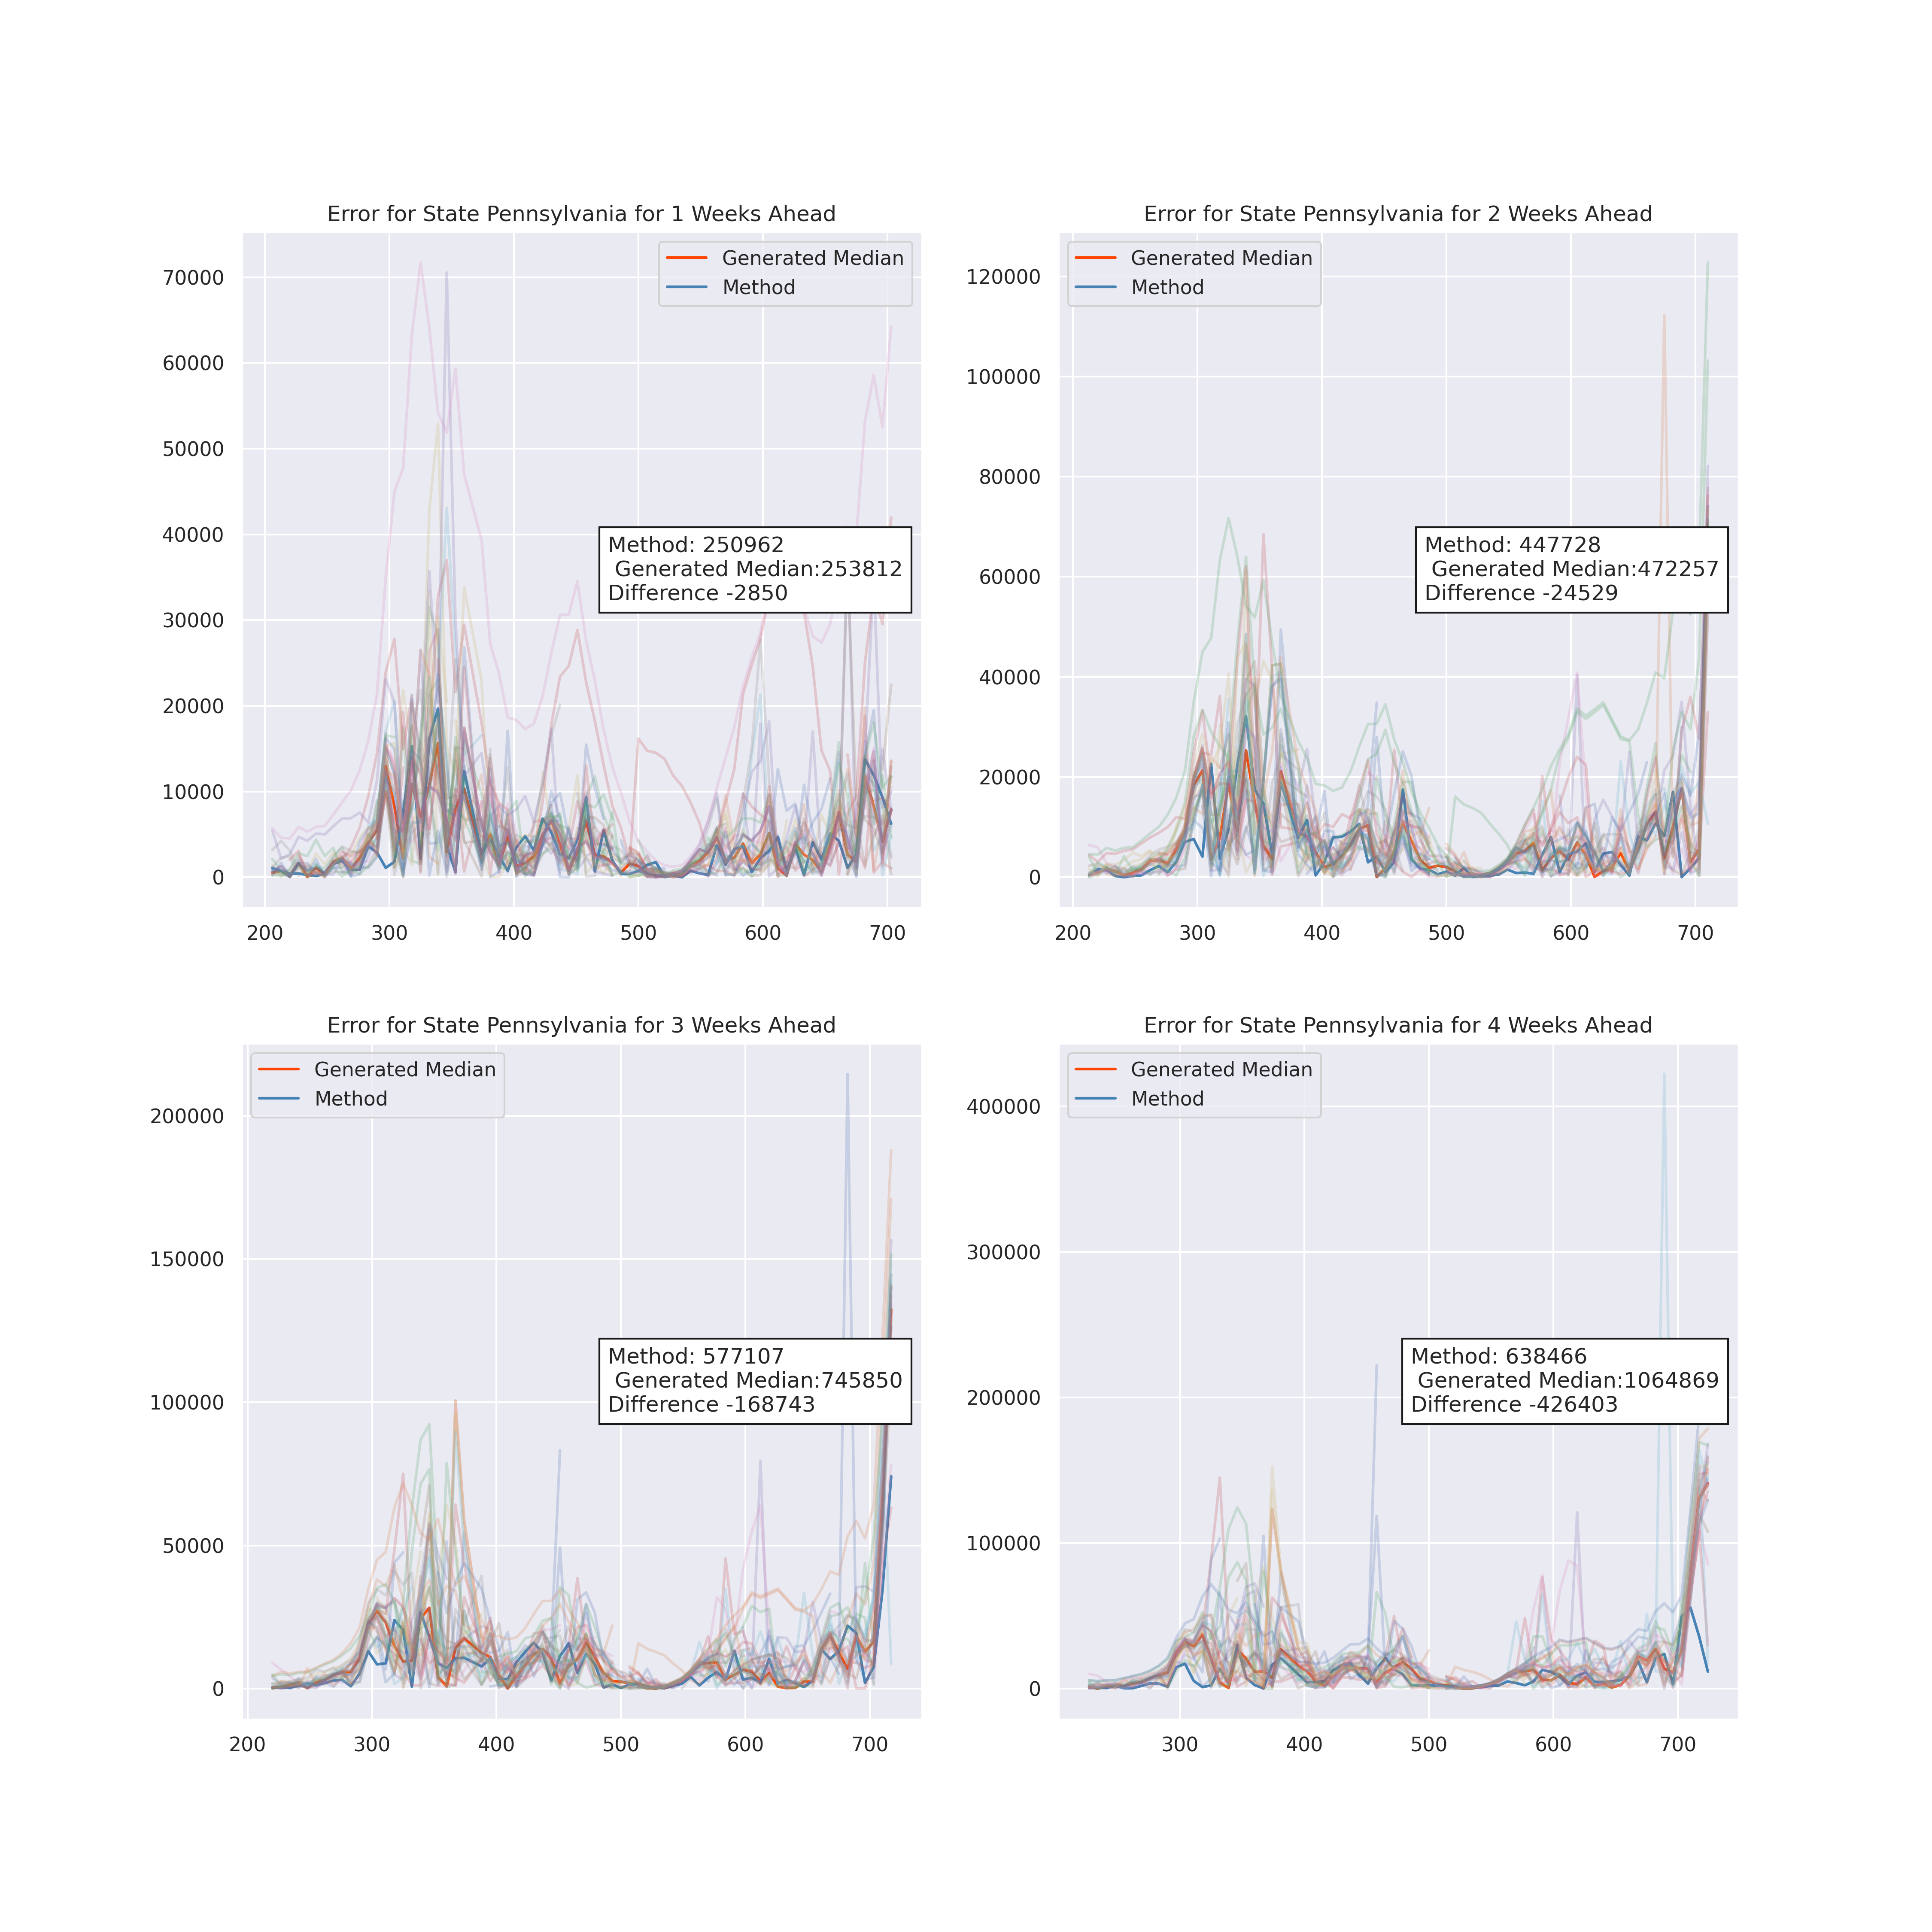 Error for State Pennsylvania for 1 Weeks Ahead
Generated Median
Method
70000
60000
50000
40000
30000
20000
10000
0
Method: 250962
Generated Median:253812
Difference -2850
200 300 400 500 600 700
Error for State Pennsylvania for 2 Weeks Ahead
Generated Median
Method
120000
100000
80000
60000
40000
20000
0
Method: 447728
Generated Median:472257
Difference -24529
200 300 400 500 600 700
Error for State Pennsylvania for 3 Weeks Ahead
Generated Median
Method
200000
150000
100000
50000
0
Method: 577107
Generated Median:745850
Difference -168743
200 300 400 500 600 700
Error for State Pennsylvania for 4 Weeks Ahead
Generated Median
Method
400000
300000
200000
100000
0
Method: 638466
Generated Median:1064869
Difference -426403
300 400 500 600 700